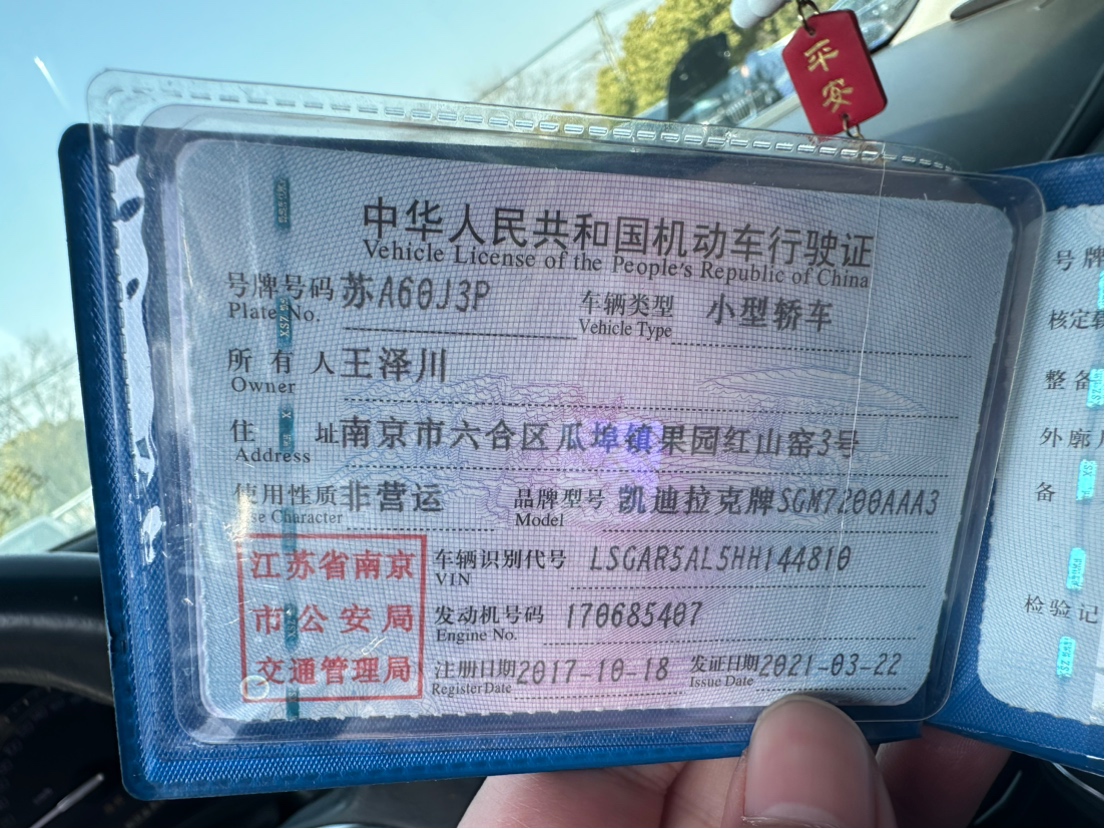 平安
中华人民共和国机动车行驶证
Vehicle License of the People's Republic of China
号牌号码 苏A60J3P 车辆类型 小型轿车
Plate No. Vehicle Type
所有人 王泽川
Owner
住址 南京市六合区瓜埠镇果园红山窑3号
Address
使用性质 非营运 品牌型号 凯迪拉克牌SGM7200AAA3
Use Character Model
江苏省南京
市公安局
交通管理局
车辆识别代号 LSGAR5AL5HH144810
VIN
发动机号码 170685407
Engine No.
注册日期 2017-10-18 发证日期 2021-03-22
Register Date Issue Date
号牌
核定载
整备
外廓
备
检验记